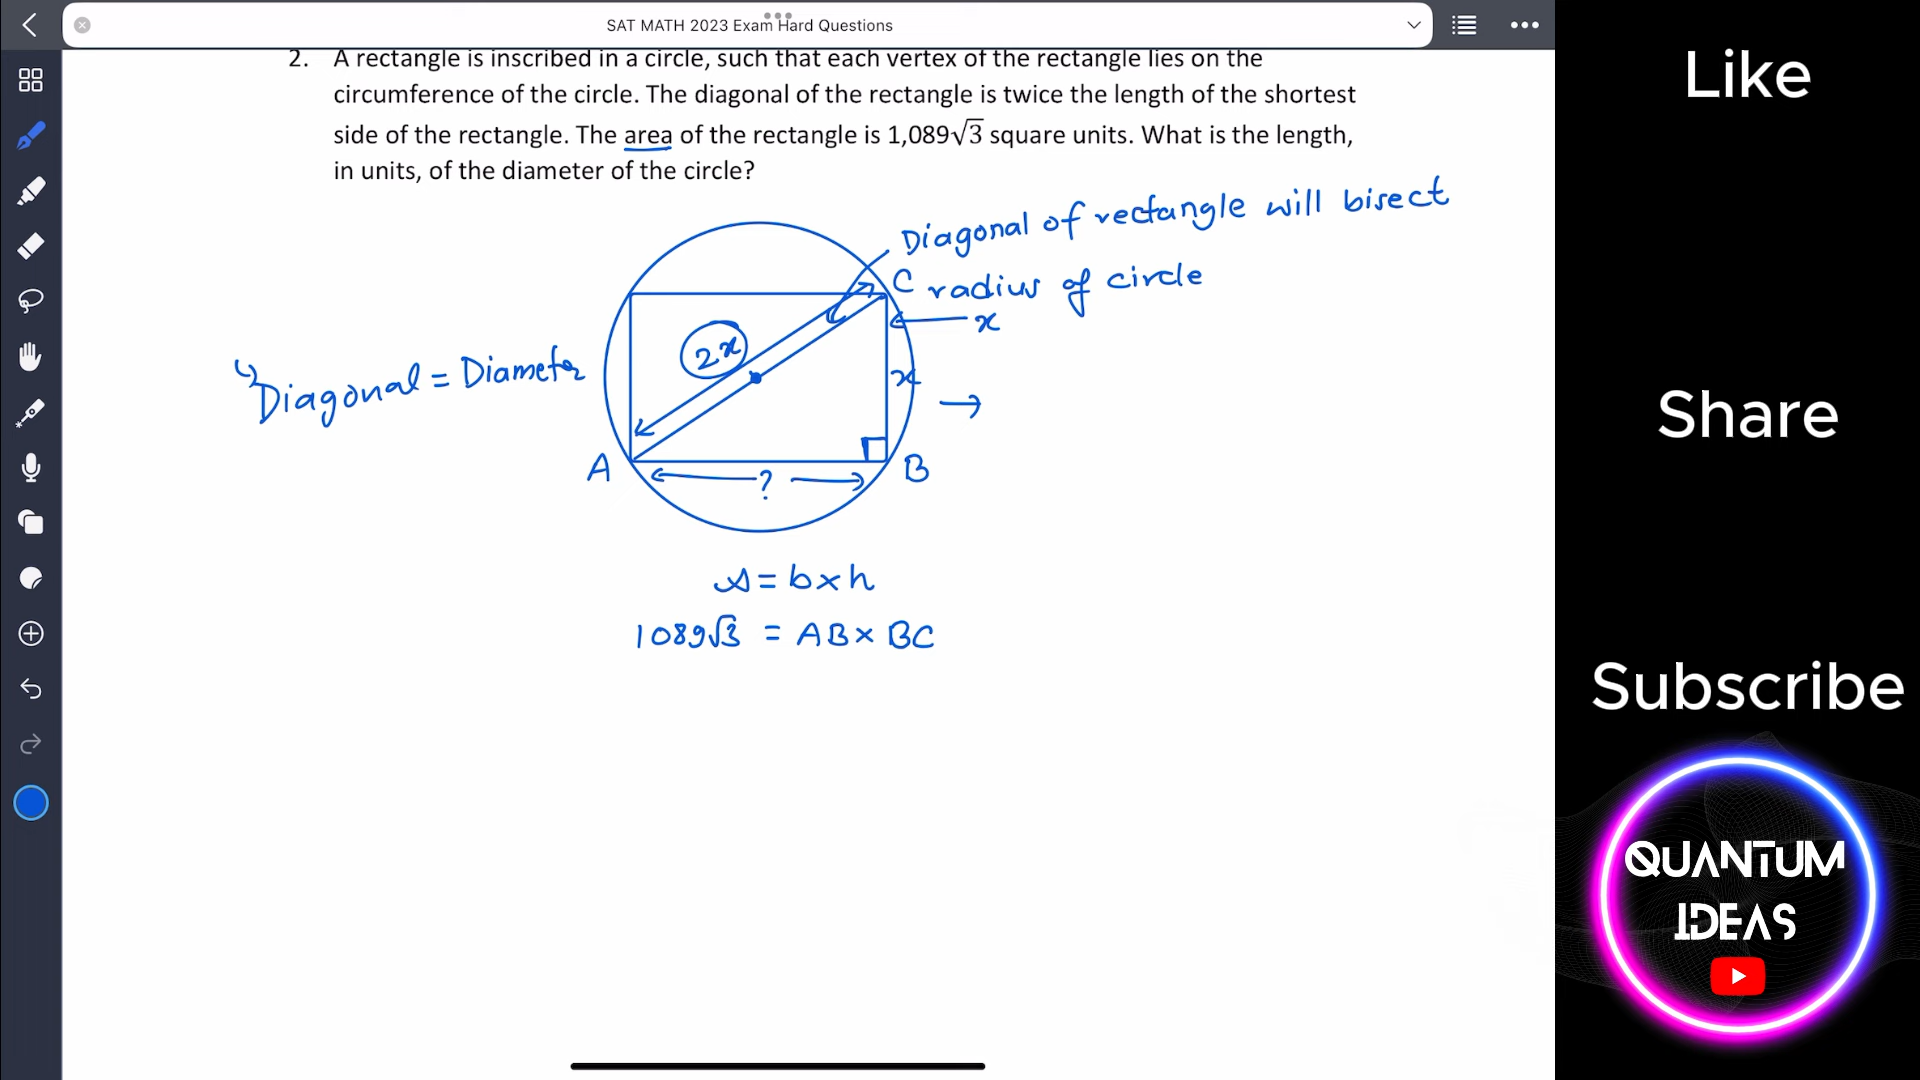 SAT MATH 2023 Exam Hard Questions
2. A rectangle is inscribed in a circle, such that each vertex of the rectangle lies on the
circumference of the circle. The diagonal of the rectangle is twice the length of the shortest
side of the rectangle. The area of the rectangle is 1,089√3 square units. What is the length,
in units, of the diameter of the circle?
Diagonal of rectangle will bisect
C radius of circle
x
2x
Diagonal = Diameter
x
A
?
B
A = b × h
1089√3 = AB × BC
Like
Share
Subscribe
QUANTUM
IDEAS